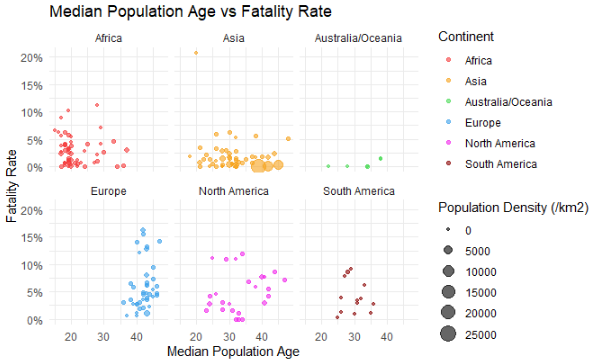 Median Population Age vs Fatality Rate
Africa
Asia
Australia/Oceania
20%
15%
10%
5%
0%
Europe
North America
South America
20%
15%
10%
5%
0%
20 30 40
20 30 40
20 30 40
Fatality Rate
Median Population Age
Continent
Africa
Asia
Australia/Oceania
Europe
North America
South America
Population Density (/km2)
0
5000
10000
15000
20000
25000